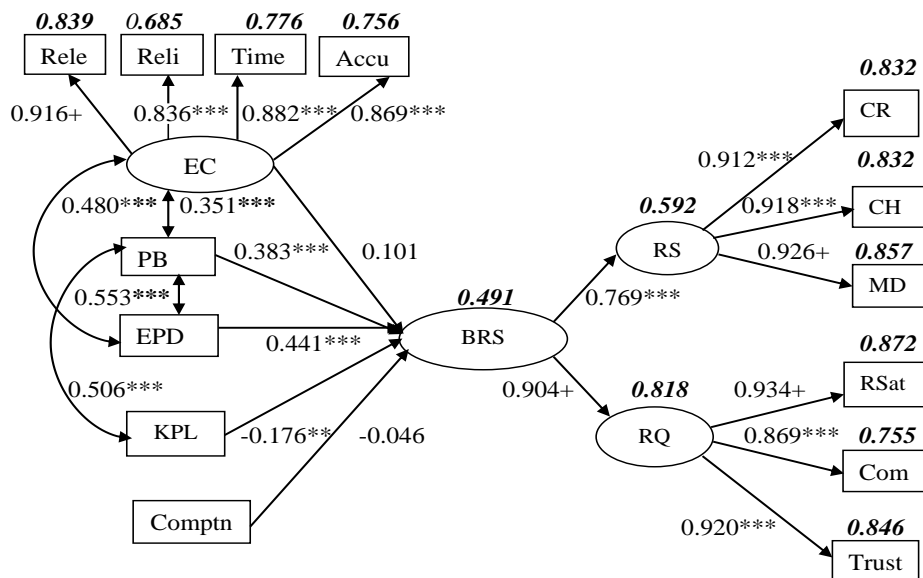 0.839 0.685 0.776 0.756
Rele Reli Time Accu
0.916+ 0.836*** 0.882*** 0.869***
EC
0.480*** 0.351***
PB
0.383*** 0.101
0.553***
EPD
0.441***
0.506***
KPL
-0.176** -0.046
Comptn
0.491
BRS
0.769***
0.904+
0.592
RS
0.912***
0.918***
0.926+
0.832
CR
0.832
CH
0.857
MD
0.818
RQ
0.934+
0.869***
0.920***
0.872
RSat
0.755
Com
0.846
Trust